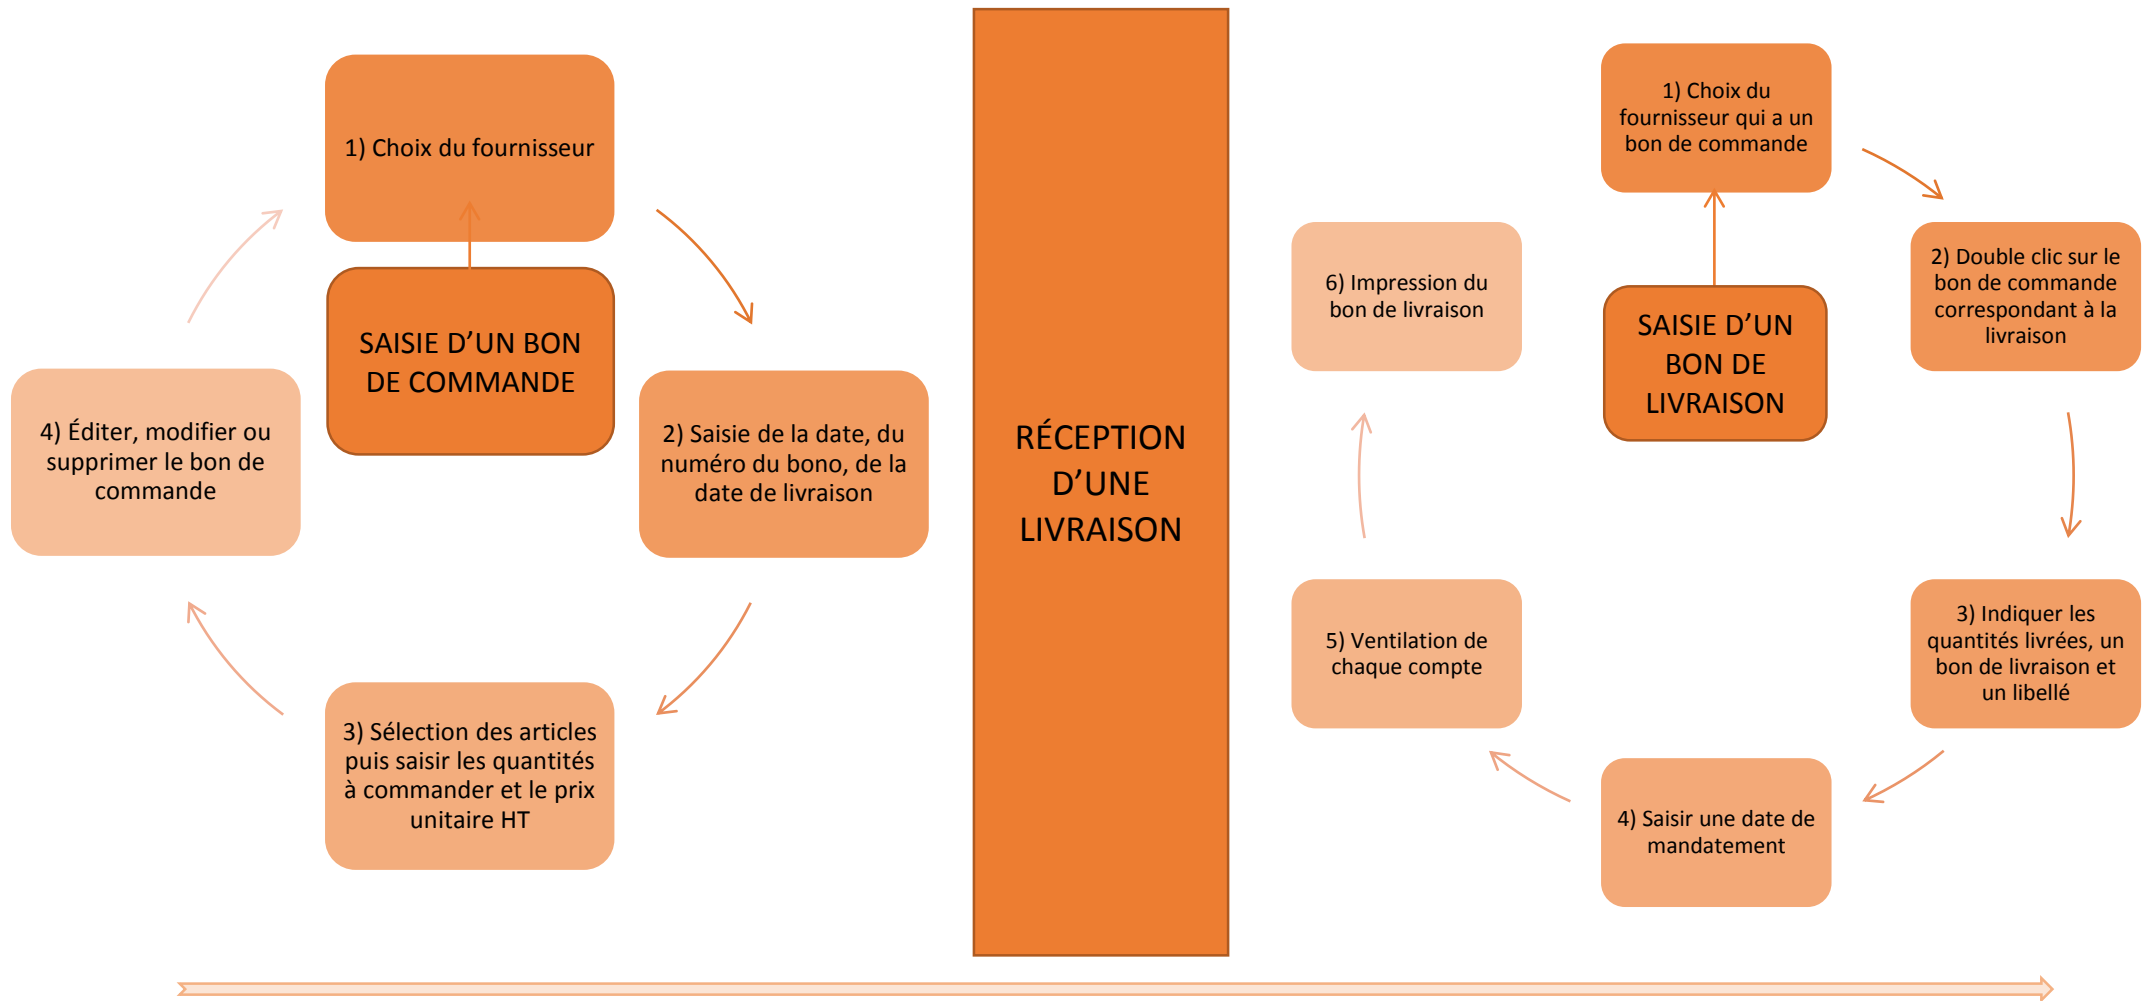 1) Choix du fournisseur
SAISIE D’UN BON
DE COMMANDE
2) Saisie de la date, du
numéro du bono, de la
date de livraison
3) Sélection des articles
puis saisir les quantités
à commander et le prix
unitaire HT
4) Éditer, modifier ou
supprimer le bon de
commande
RÉCEPTION
D’UNE
LIVRAISON
1) Choix du
fournisseur qui a un
bon de commande
SAISIE D’UN
BON DE
LIVRAISON
2) Double clic sur le
bon de commande
correspondant à la
livraison
3) Indiquer les
quantités livrées, un
bon de livraison et
un libellé
4) Saisir une date de
mandatement
5) Ventilation de
chaque compte
6) Impression du
bon de livraison